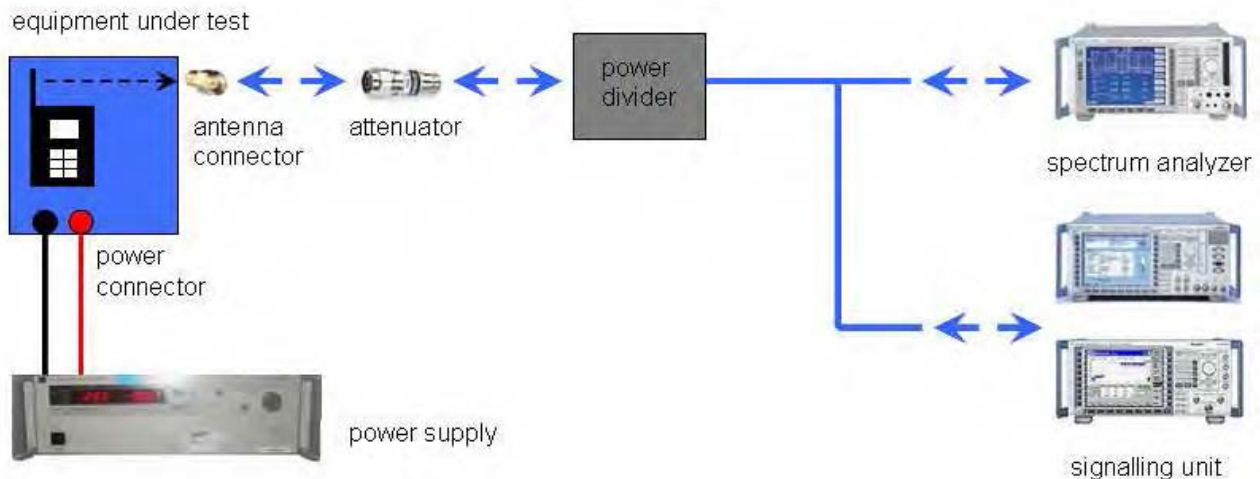 equipment under test
power
divider
antenna
connector
attenuator
spectrum analyzer
power
connector
power supply
signalling unit